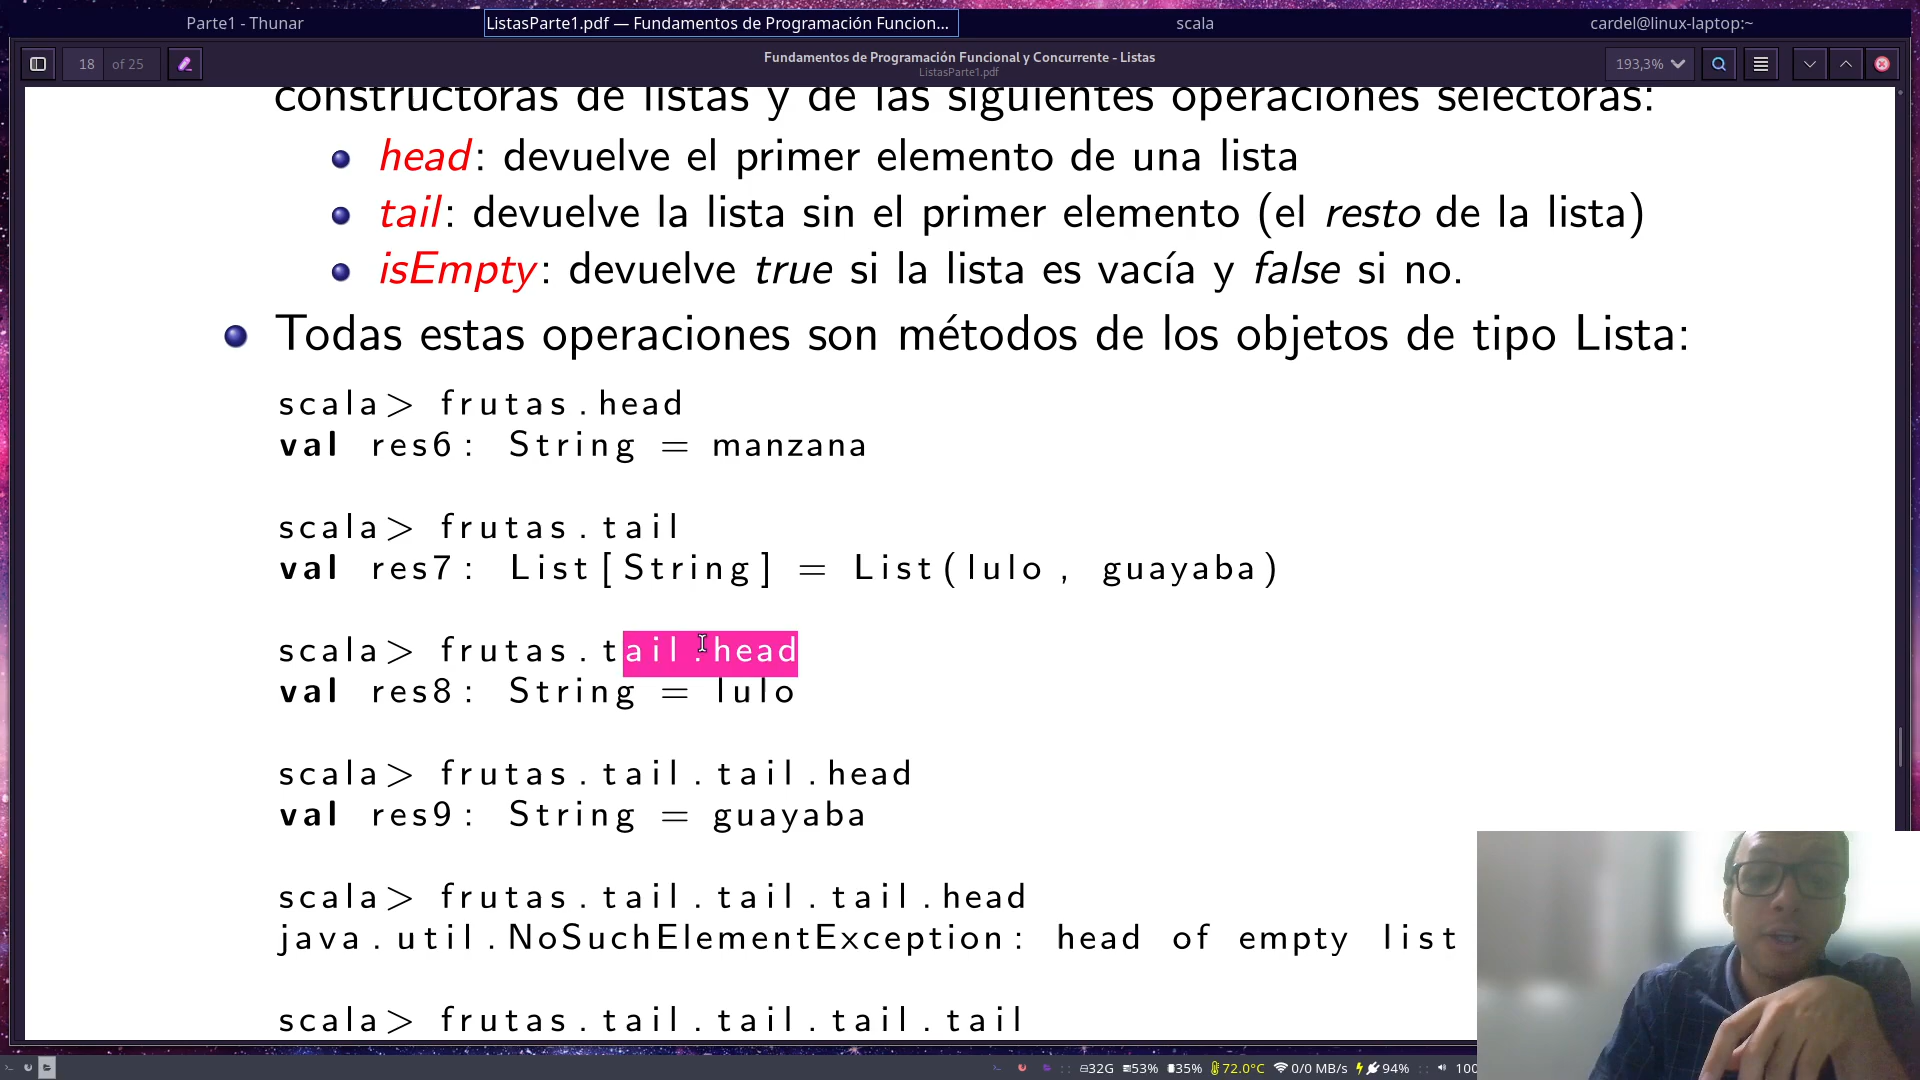 Parte1 - Thunar
ListasParte1.pdf — Fundamentos de Programación Funcion...
scala
cardel@linux-laptop:~
18 of 25
Fundamentos de Programación Funcional y Concurrente - Listas
ListasParte1.pdf
193,3%
constructoras de listas y de las siguientes operaciones selectoras:
head: devuelve el primer elemento de una lista
tail: devuelve la lista sin el primer elemento (el resto de la lista)
isEmpty: devuelve true si la lista es vacía y false si no.
Todas estas operaciones son métodos de los objetos de tipo Lista:
scala> frutas.head
val res6: String = manzana
scala> frutas.tail
val res7: List[String] = List(lulo, guayaba)
scala> frutas.tail.head
val res8: String = lulo
scala> frutas.tail.tail.head
val res9: String = guayaba
scala> frutas.tail.tail.tail.head
java.util.NoSuchElementException: head of empty list
scala> frutas.tail.tail.tail.tail
32G 53% 35% 72.0°C 0/0 MB/s 94% 100